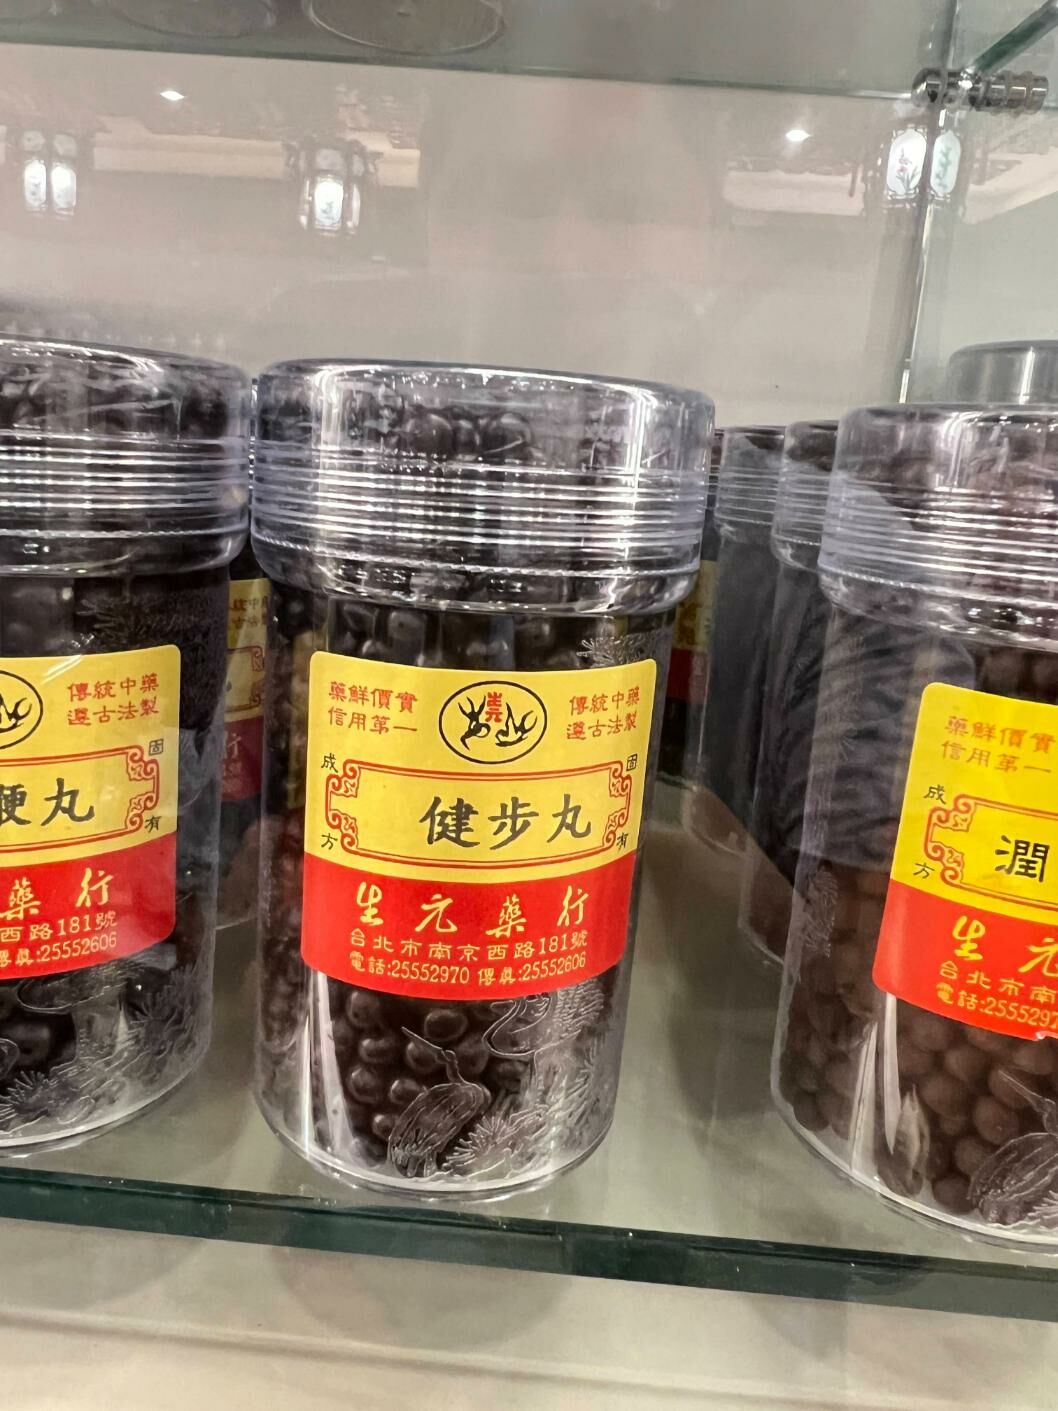 藥鮮價實
信用第一
生元
傳統中藥
遵古法製
成方
固有
健步丸
生元藥行
台北市南京西路181號
電話:25552970 傳眞:25552606
傳統中藥
遵古法製
固有
丸
藥行
西路181號
傳眞:25552606
藥鮮價實
信用第一
成方
潤
生元
台北市南
電話:2555297